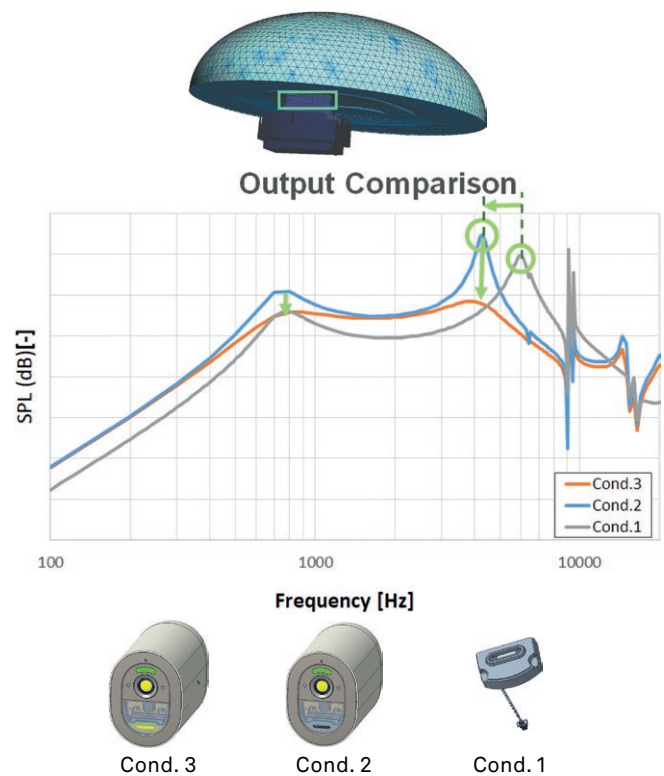 Output Comparison
SPL (dB)[-]
Cond.3
Cond.2
Cond.1
100
1000
10000
Frequency [Hz]
Cond. 3
Cond. 2
Cond. 1